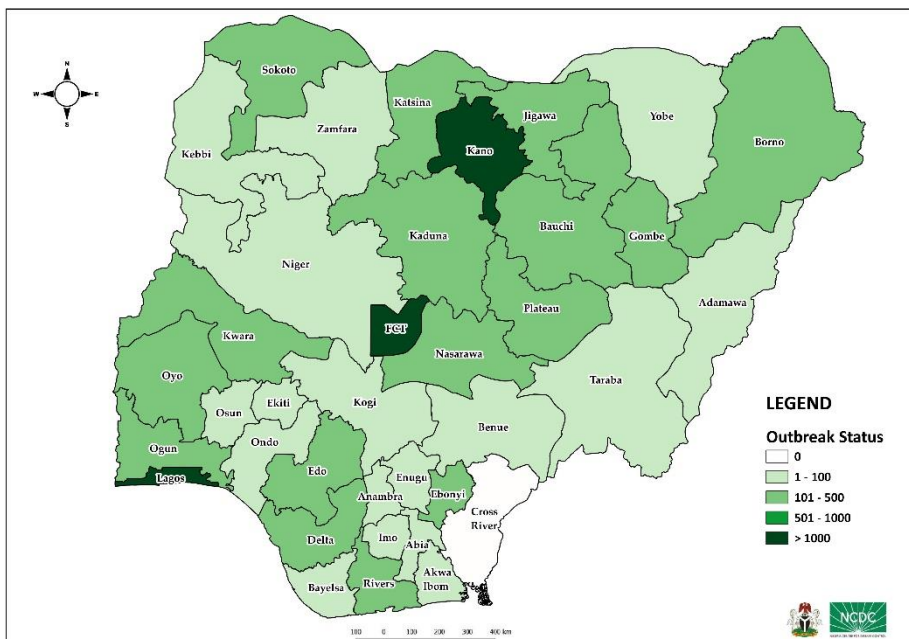 N
W E
S
Sokoto
Katsina
Jigawa
Yobe
Borno
Zamfara
Kebbi
Kano
Kaduna
Bauchi
Gombe
Niger
Adamawa
Plateau
FCT
Kwara
Nasarawa
Oyo
Taraba
Kogi
Osun
Ekiti
Benue
Ogun
Ondo
Edo
Lagos
Enugu
Anambra
Ebonyi
Cross
River
Delta
Imo
Abia
Bayelsa
Rivers
Akwa
Ibom
LEGEND
Outbreak Status
0
1 - 100
101 - 500
501 - 1000
> 1000
100 0 100 200 300 400 km
NCDC